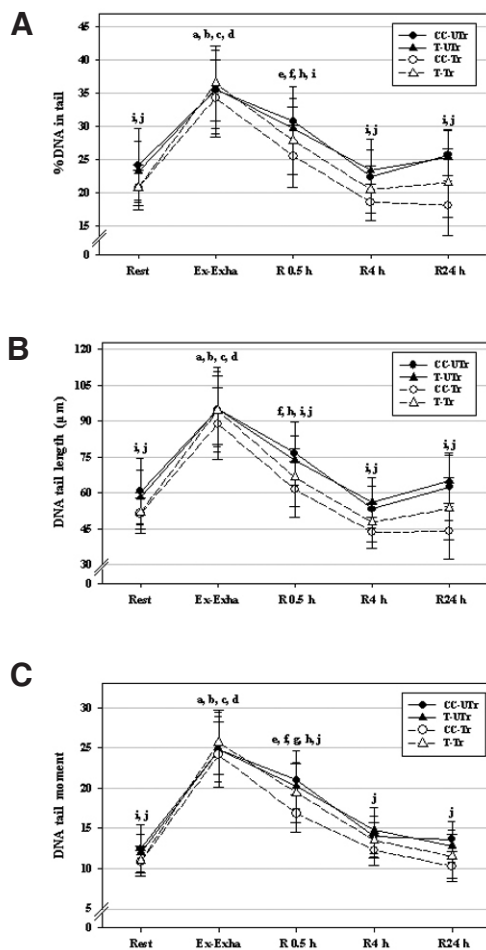 A
a, b, c, d
e, f, h, i
i, j
i, j
i, j
CC-UTr
T-UTr
CC-Tr
T-Tr
%DNA in tail
45
40
35
30
25
20
15
0
Rest Ex-Exha R 0.5 h R4 h R24 h
B
a, b, c, d
f, h, i, j
i, j
i, j
i, j
CC-UTr
T-UTr
CC-Tr
T-Tr
DNA tail length (µm)
120
105
90
75
60
45
30
0
Rest Ex-Exha R 0.5 h R4 h R24 h
C
a, b, c, d
e, f, g, h, j
i, j
j
j
CC-UTr
T-UTr
CC-Tr
T-Tr
DNA tail moment
30
25
20
15
10
5
0
Rest Ex-Exha R 0.5 h R4 h R24 h